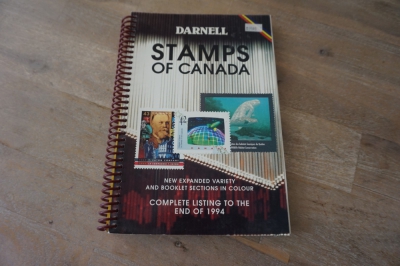 DARNELL
STAMPS
OF CANADA
42
NEW EXPANDED VARIETY
AND BOOKLET SECTIONS IN COLOUR
COMPLETE LISTING TO THE
END OF 1994